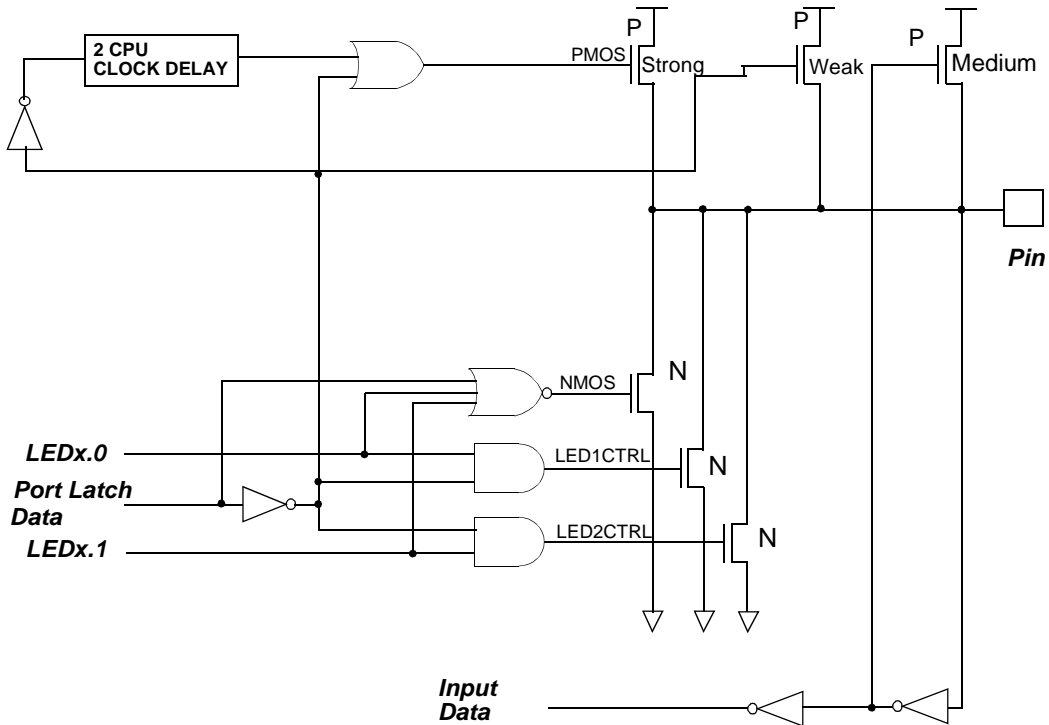 P
P
P
2 CPU
CLOCK DELAY
PMOS
Strong
Weak
Medium
Pin
NMOS
N
LEDx.0
LED1CTRL
N
Port Latch
Data
LED2CTRL
N
LEDx.1
Input
Data